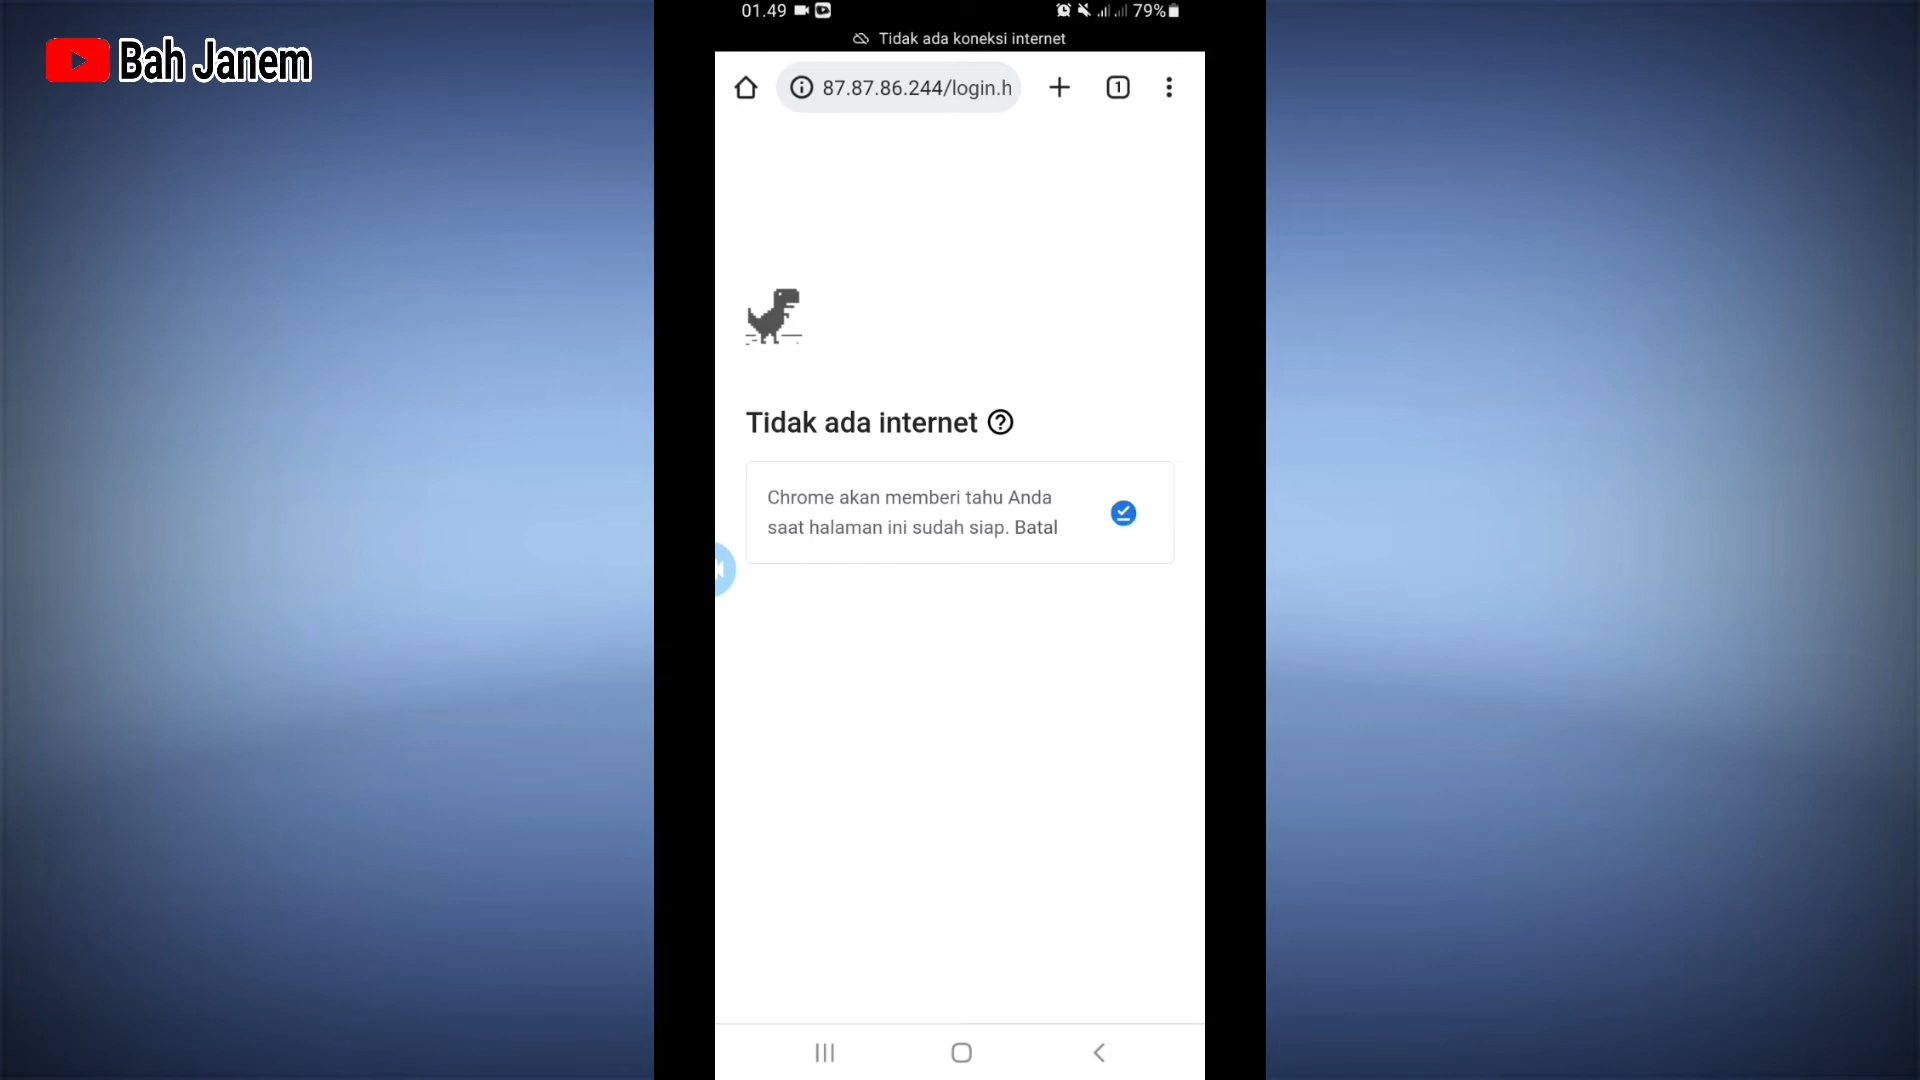 Bah Janem
01.49
79%
Tidak ada koneksi internet
87.87.86.244/login.h
1
Tidak ada internet
Chrome akan memberi tahu Anda
saat halaman ini sudah siap. Batal